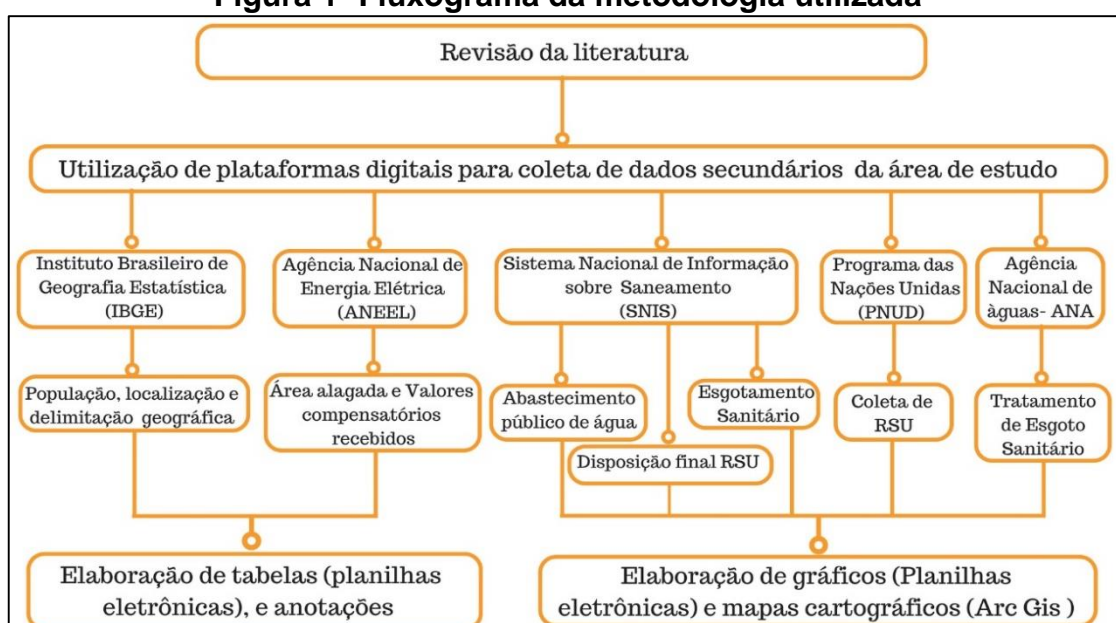 Figura 1- Fluxograma da metodologia utilizada
Revisão da literatura
Utilização de plataformas digitais para coleta de dados secundários da área de estudo
Instituto Brasileiro de
Geografia Estatística
(IBGE)
Agência Nacional de
Energia Elétrica
(ANEEL)
Sistema Nacional de Informação
sobre Saneamento
(SNIS)
Programa das
Nações Unidas
(PNUD)
Agência
Nacional de
àguas- ANA
População, localização e
delimitação geográfica
Área alagada e Valores
compensatórios
recebidos
Abastecimento
público de água
Disposição final RSU
Esgotamento
Sanitário
Coleta de
RSU
Tratamento
de Esgoto
Sanitário
Elaboração de tabelas (planilhas
eletrônicas), e anotações
Elaboração de gráficos (Planilhas
eletrônicas) e mapas cartográficos (Arc Gis )